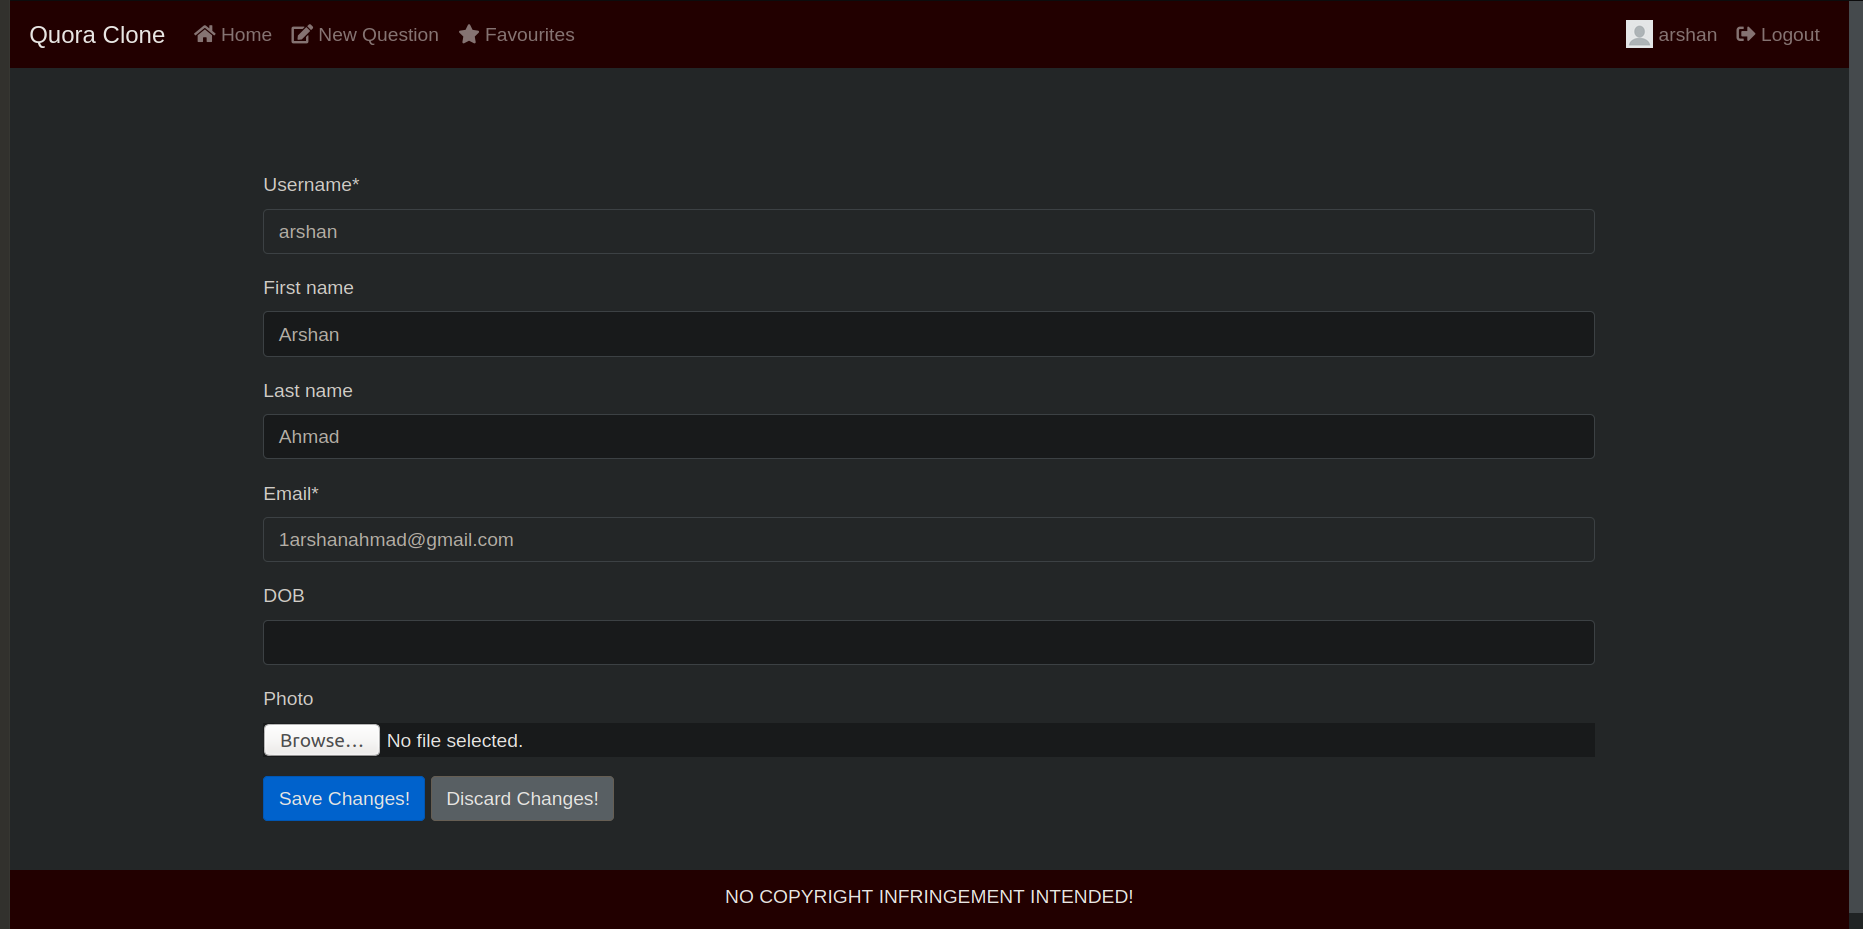 Quora Clone Home New Question Favourites arshan Logout
Username*
arshan
First name
Arshan
Last name
Ahmad
Email*
1arshanahmad@gmail.com
DOB
Photo
Browse... No file selected.
Save Changes! Discard Changes!
NO COPYRIGHT INFRINGEMENT INTENDED!